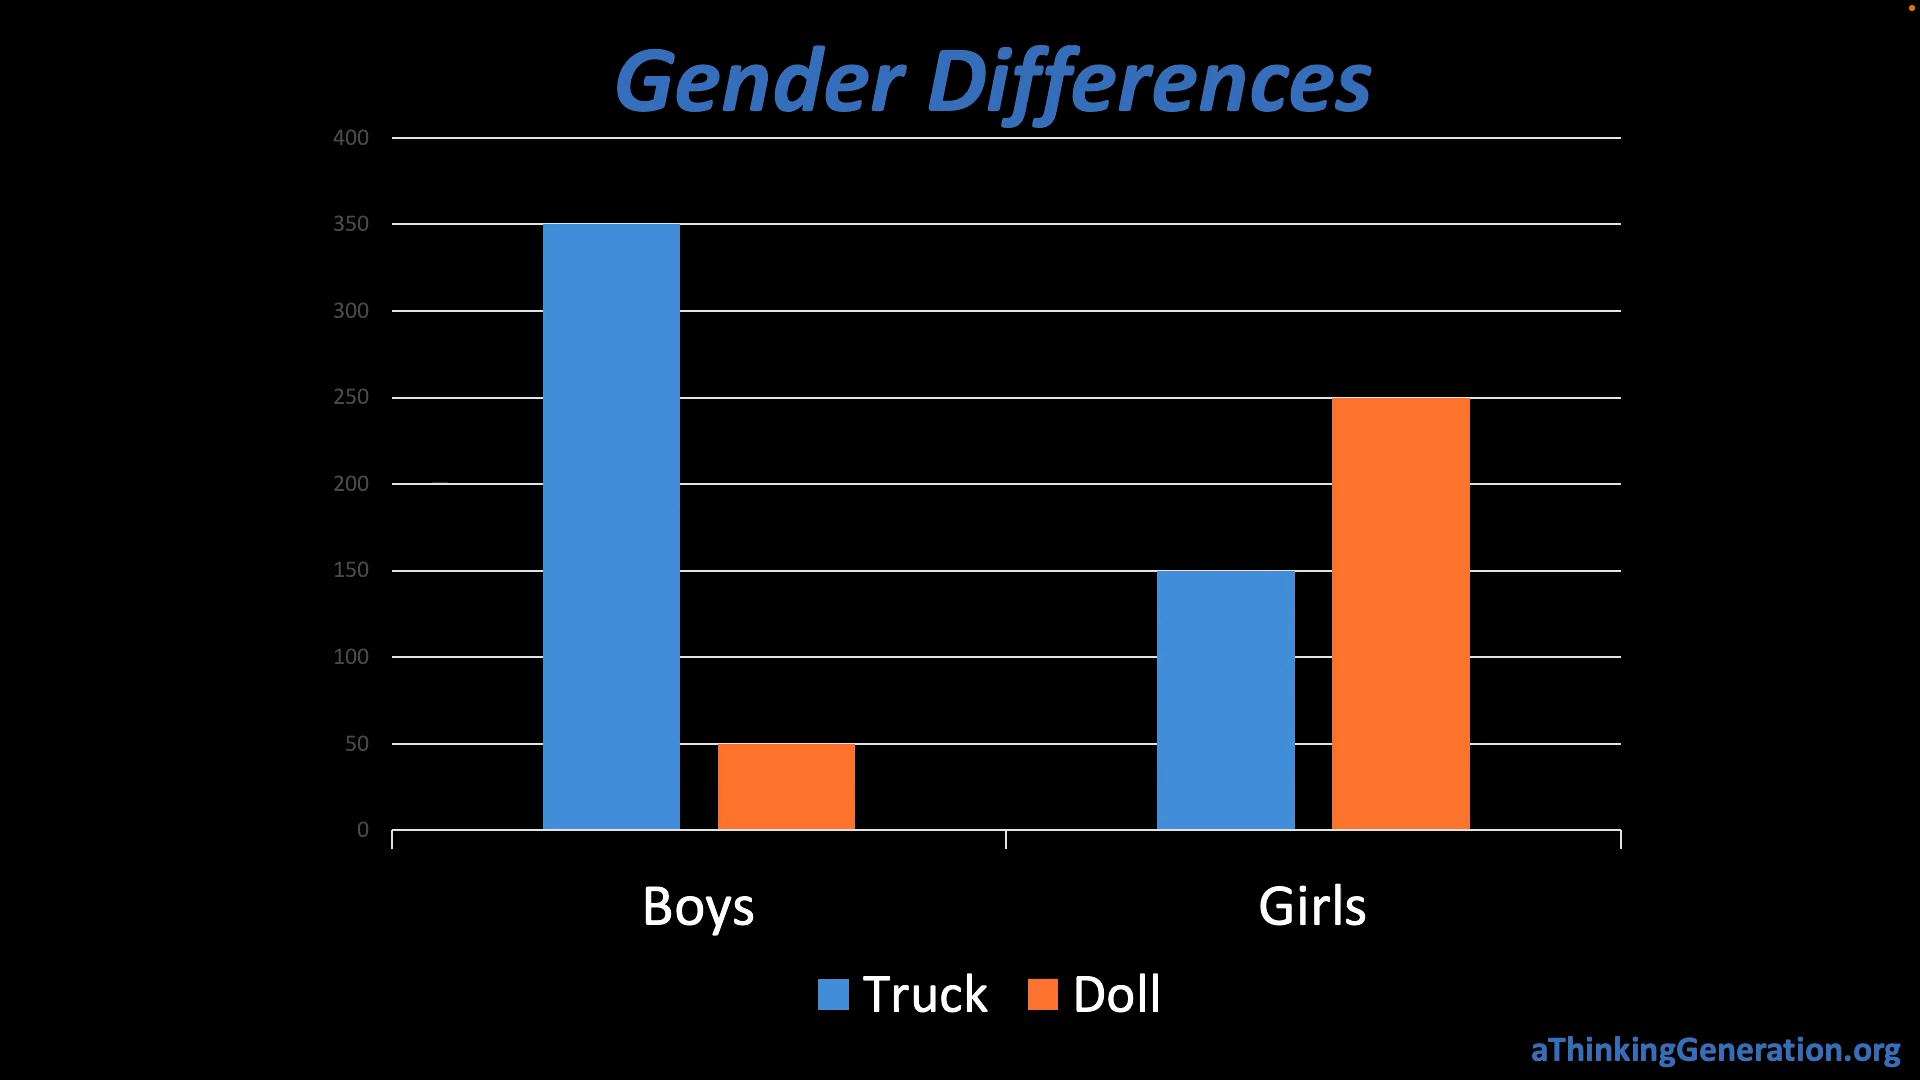 Gender Differences
400
350
300
250
200
150
100
50
0
Boys Girls
Truck Doll
aThinkingGeneration.org